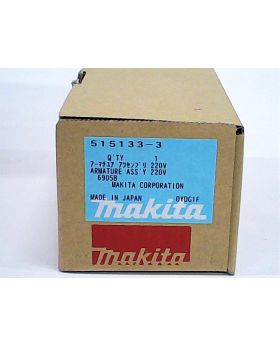 515133-3
Q'TY 1
アーマチュア アッセンブリ 220V
ARMATURE ASS'Y 220V
6905B
MAKITA CORPORATION
MADE IN JAPAN 0YDG1F
makita